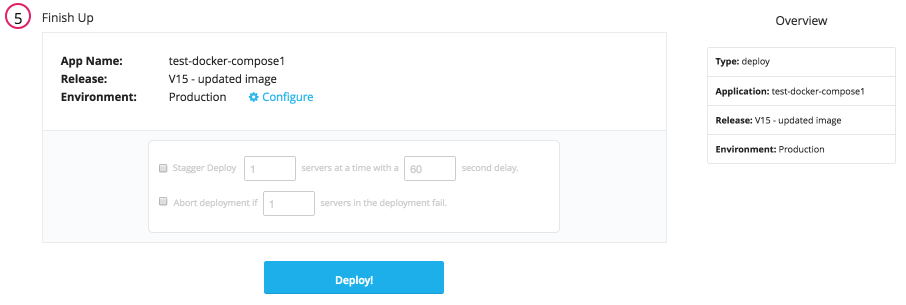 5 Finish Up
App Name: test-docker-compose1
Release: V15 - updated image
Environment: Production Configure
Stagger Deploy 1 servers at a time with a 60 second delay.
Abort deployment if 1 servers in the deployment fail.
Deploy!
Overview
Type: deploy
Application: test-docker-compose1
Release: V15 - updated image
Environment: Production